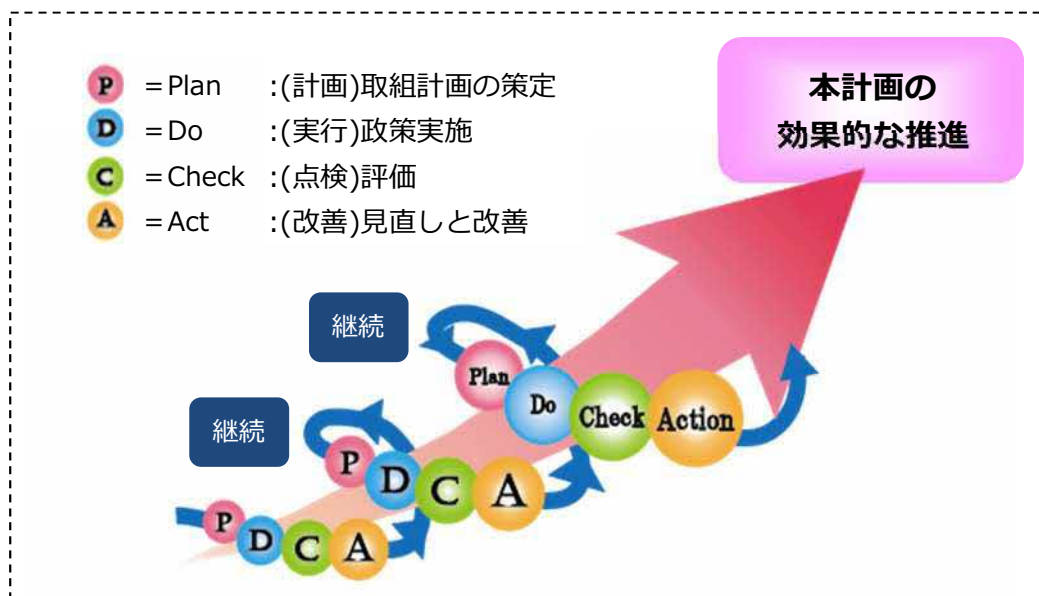 P =Plan :(計画)取組計画の策定
D =Do :(実行)政策実施
C =Check :(点検)評価
A =Act :(改善)見直しと改善
本計画の
効果的な推進
継続
Plan Do Check Action
継続
P D C A
P D C A